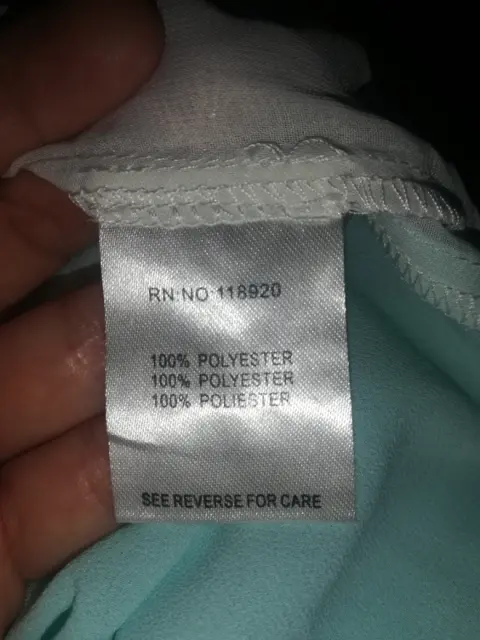 RN:NO 118920
100% POLYESTER
100% POLYESTER
100% POLIESTER
SEE REVERSE FOR CARE